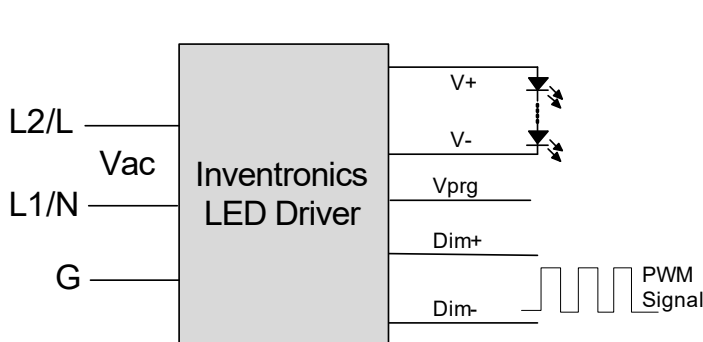 L2/L
Vac
L1/N
G
Inventronics
LED Driver
V+
V-
Vprg
Dim+
Dim-
PWM
Signal